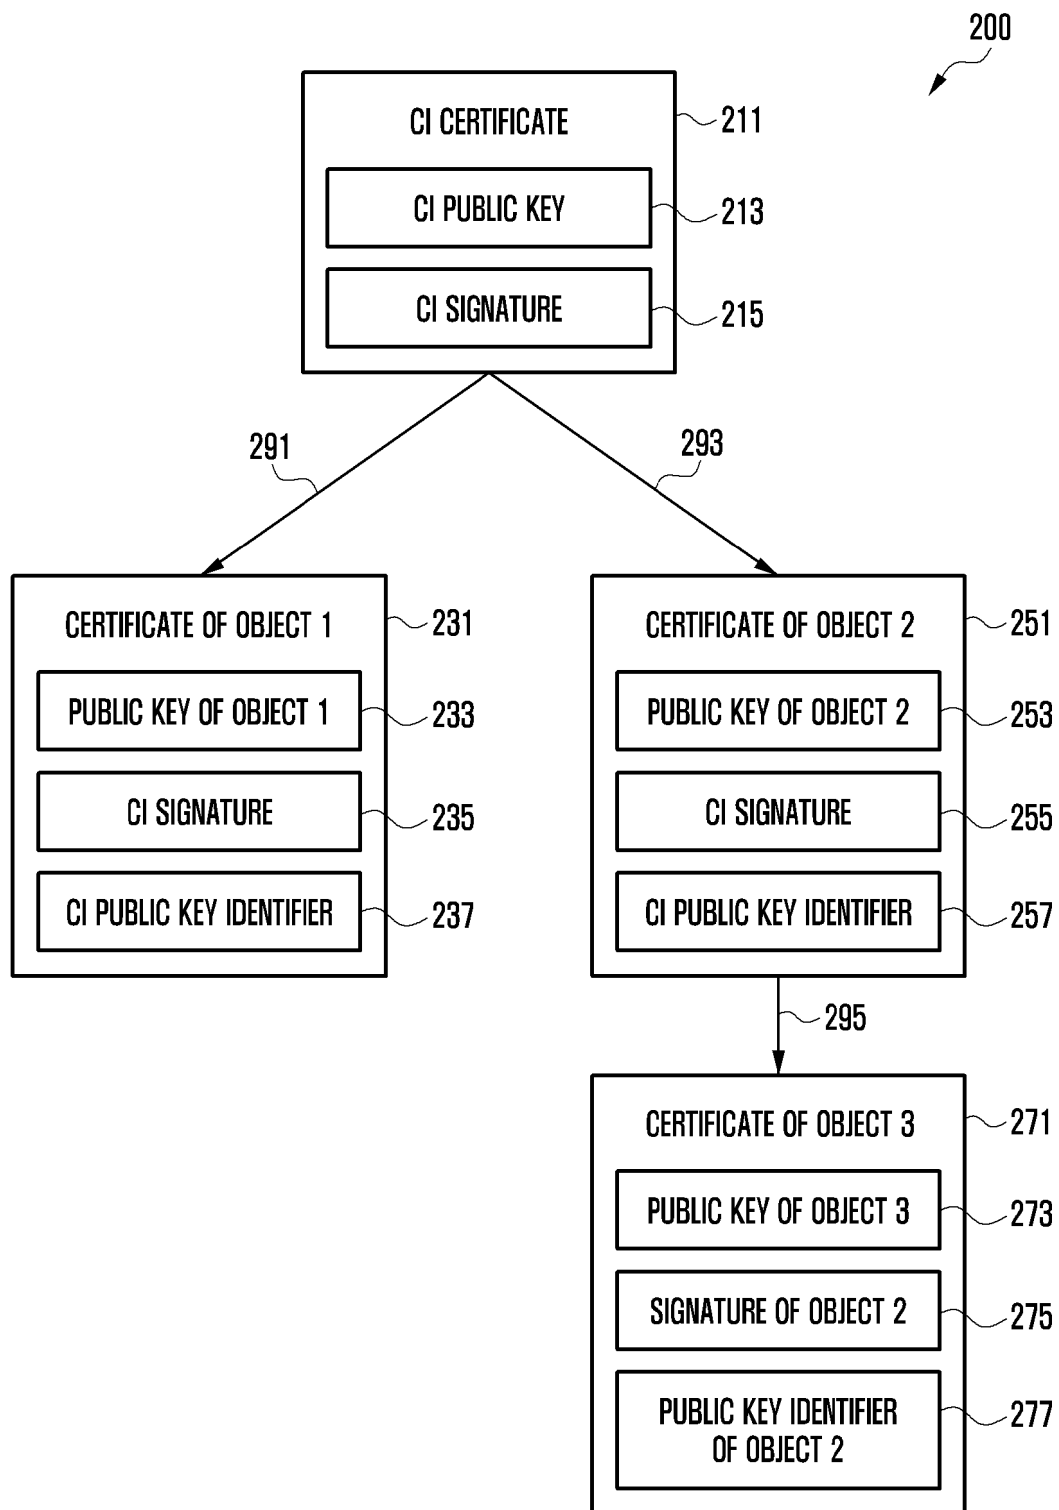 200
CI CERTIFICATE
211
CI PUBLIC KEY
213
CI SIGNATURE
215
291
293
CERTIFICATE OF OBJECT 1
231
PUBLIC KEY OF OBJECT 1
233
CI SIGNATURE
235
CI PUBLIC KEY IDENTIFIER
237
CERTIFICATE OF OBJECT 2
251
PUBLIC KEY OF OBJECT 2
253
CI SIGNATURE
255
CI PUBLIC KEY IDENTIFIER
257
295
CERTIFICATE OF OBJECT 3
271
PUBLIC KEY OF OBJECT 3
273
SIGNATURE OF OBJECT 2
275
PUBLIC KEY IDENTIFIER
OF OBJECT 2
277